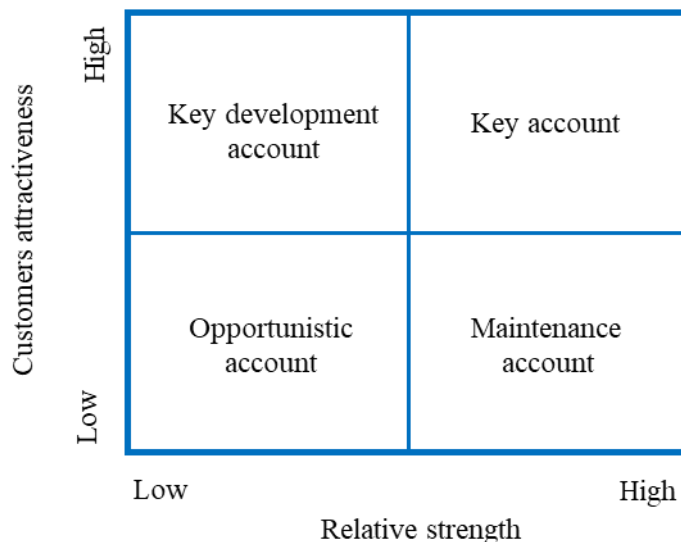 High
Customers attractiveness
Low
Key development
account
Key account
Opportunistic
account
Maintenance
account
Low
High
Relative strength